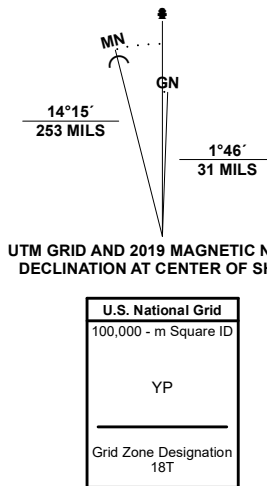 MN
GN
14°15´
253 MILS
1°46´
31 MILS
UTM GRID AND 2019 MAGNETIC N
DECLINATION AT CENTER OF SH
U.S. National Grid
100,000 - m Square ID
YP
Grid Zone Designation
18T